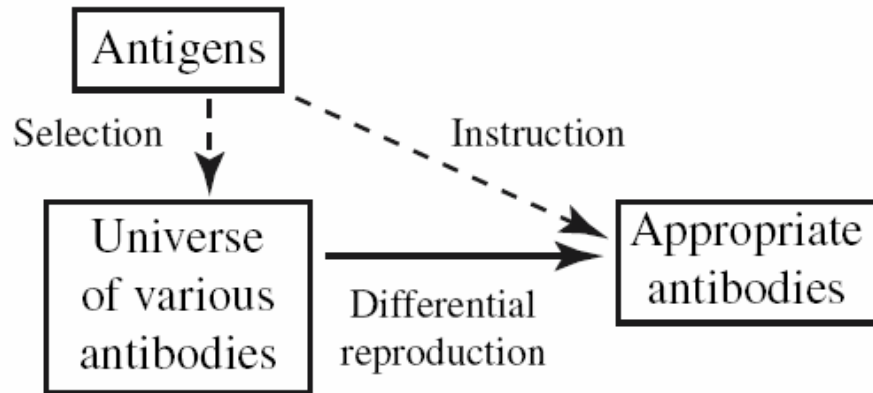 Antigens
Selection
Instruction
Universe
of various
antibodies
Appropriate
antibodies
Differential
reproduction